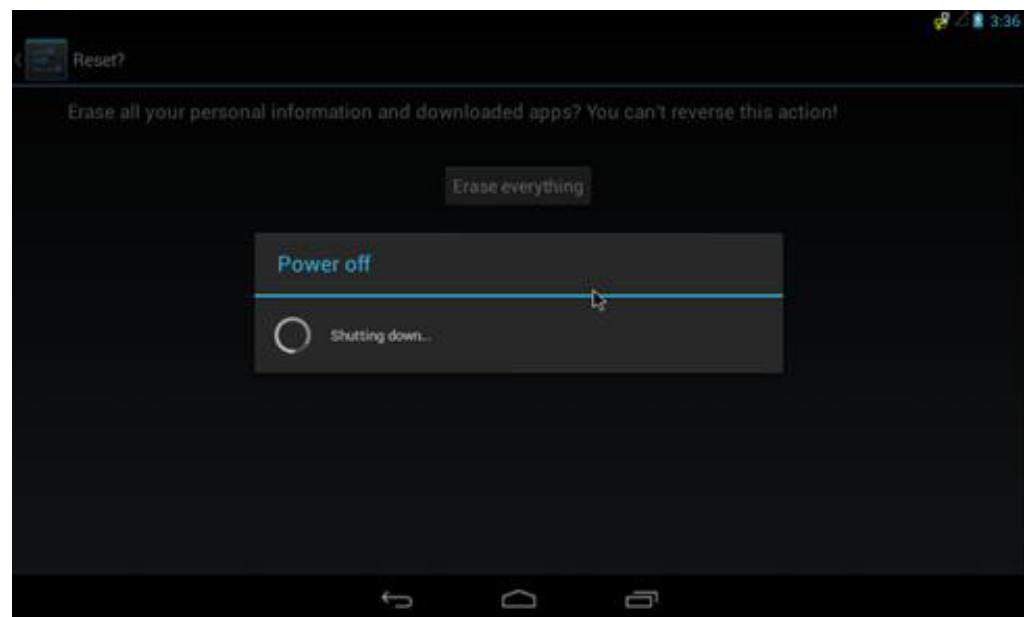 3:36
Reset?
Erase all your personal information and downloaded apps? You can't reverse this action!
Erase everything
Power off
Shutting down...